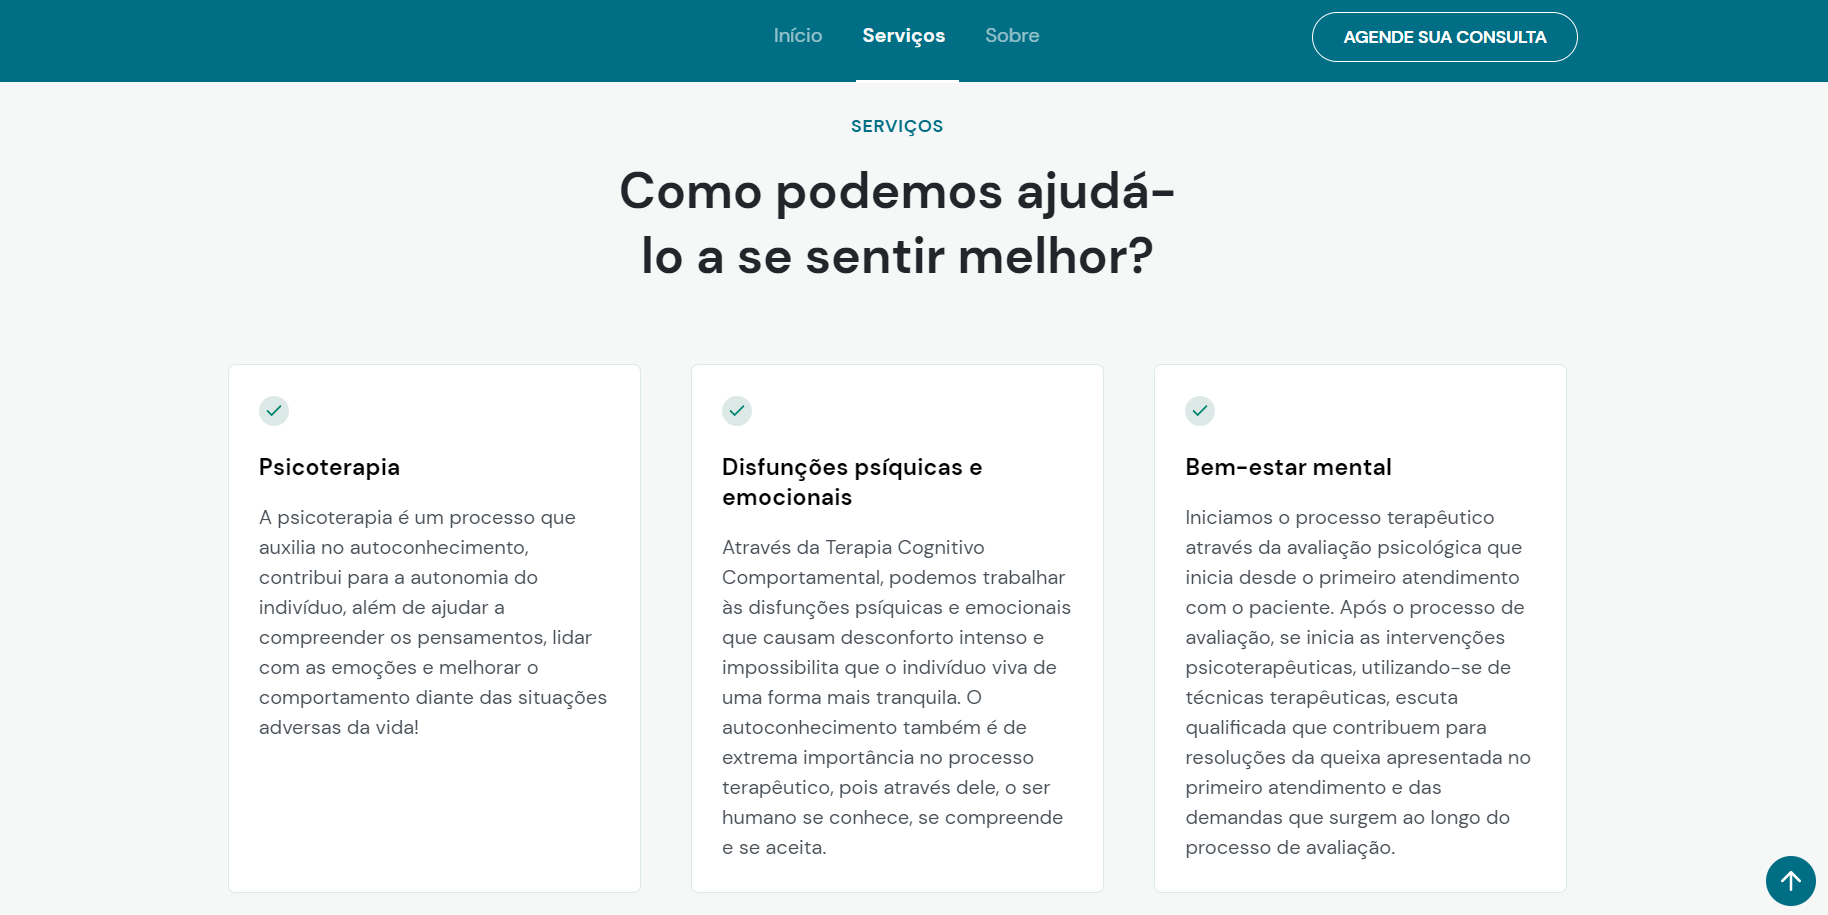 Início Serviços Sobre AGENDE SUA CONSULTA
SERVIÇOS
Como podemos ajudá-
lo a se sentir melhor?
Psicoterapia
A psicoterapia é um processo que
auxilia no autoconhecimento,
contribui para a autonomia do
indivíduo, além de ajudar a
compreender os pensamentos, lidar
com as emoções e melhorar o
comportamento diante das situações
adversas da vida!
Disfunções psíquicas e
emocionais
Através da Terapia Cognitivo
Comportamental, podemos trabalhar
às disfunções psíquicas e emocionais
que causam desconforto intenso e
impossibilita que o indivíduo viva de
uma forma mais tranquila. O
autoconhecimento também é de
extrema importância no processo
terapêutico, pois através dele, o ser
humano se conhece, se compreende
e se aceita.
Bem-estar mental
Iniciamos o processo terapêutico
através da avaliação psicológica que
inicia desde o primeiro atendimento
com o paciente. Após o processo de
avaliação, se inicia as intervenções
psicoterapêuticas, utilizando-se de
técnicas terapêuticas, escuta
qualificada que contribuem para
resoluções da queixa apresentada no
primeiro atendimento e das
demandas que surgem ao longo do
processo de avaliação.